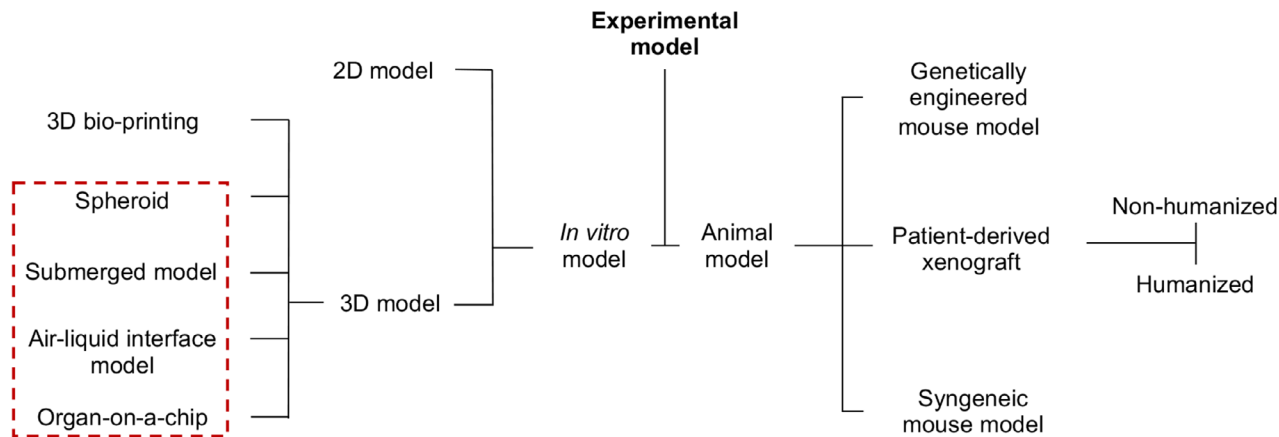 Experimental
model
2D model
3D bio-printing
Spheroid
Submerged model
Air-liquid interface
model
Organ-on-a-chip
3D model
In vitro
model
Animal
model
Genetically
engineered
mouse model
Patient-derived
xenograft
Syngeneic
mouse model
Non-humanized
Humanized